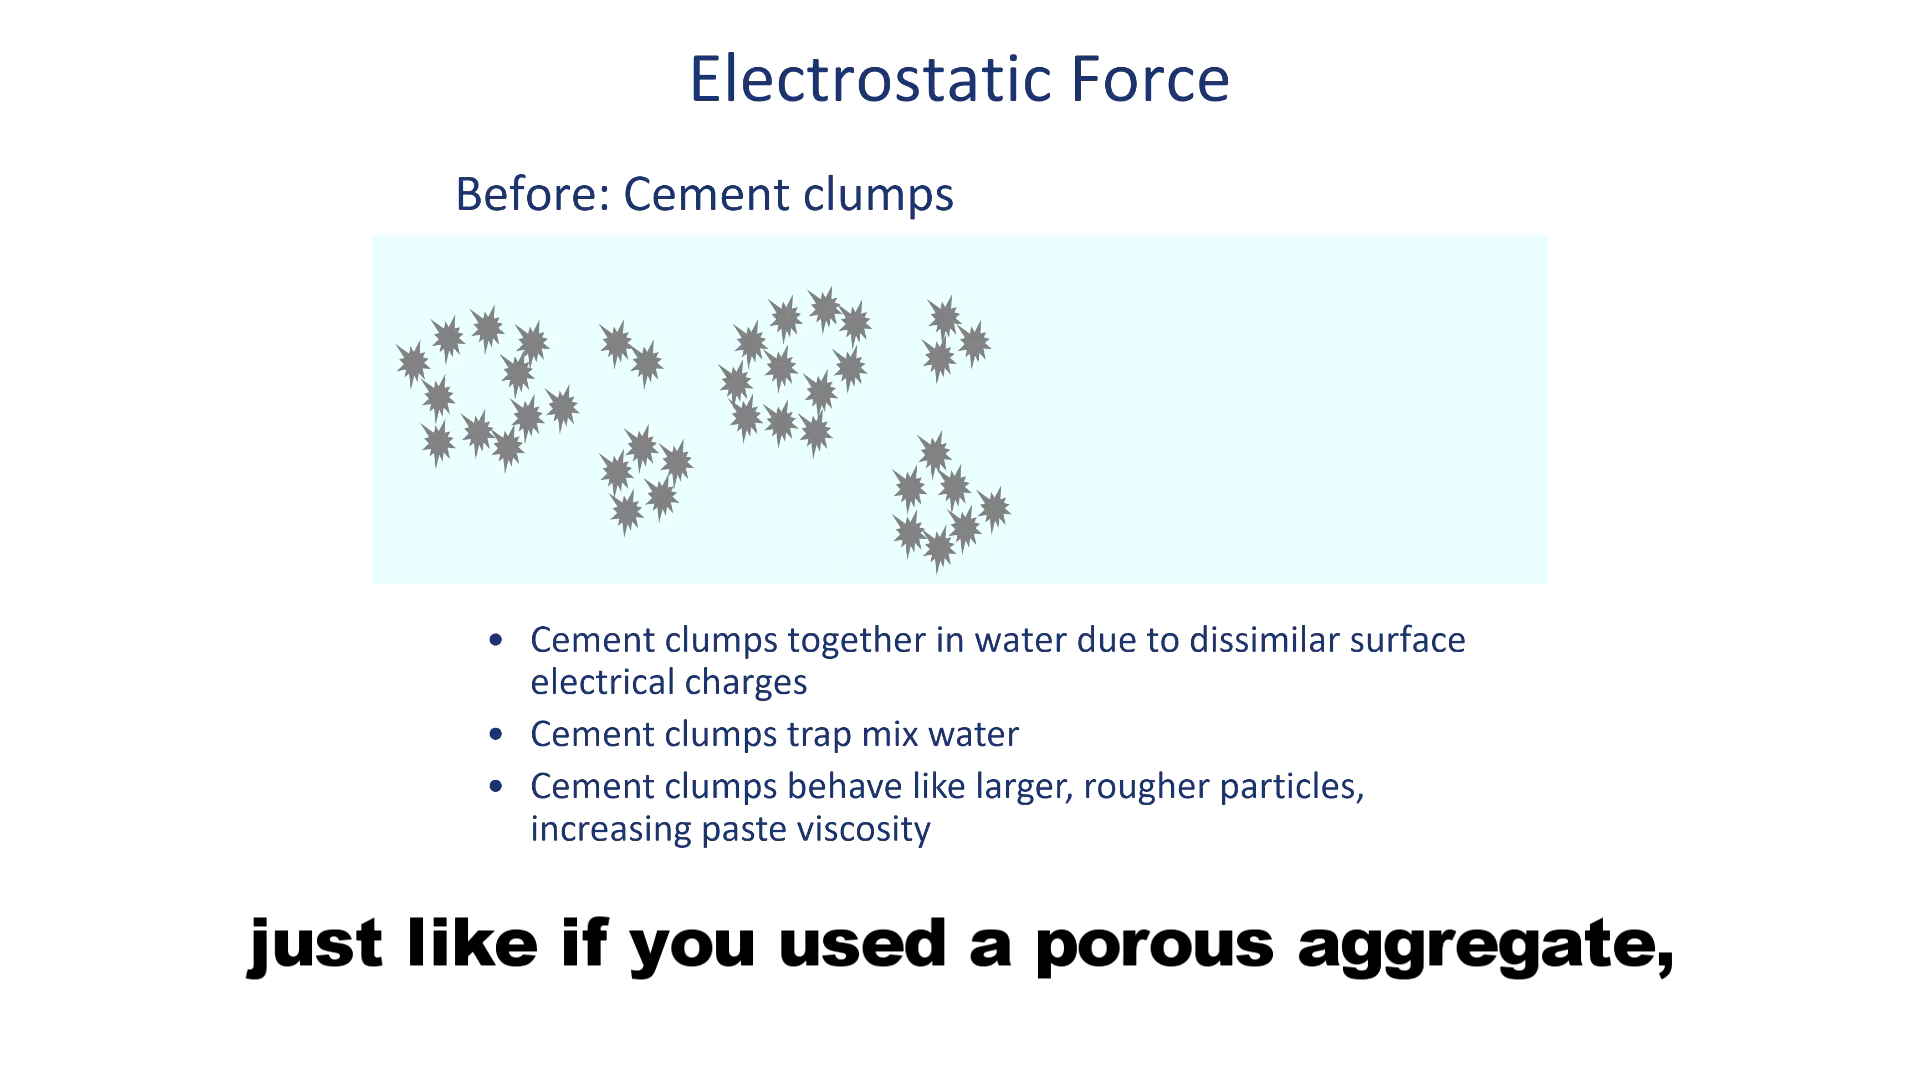 Electrostatic Force
Before: Cement clumps
• Cement clumps together in water due to dissimilar surface
electrical charges
• Cement clumps trap mix water
• Cement clumps behave like larger, rougher particles,
increasing paste viscosity
just like if you used a porous aggregate,